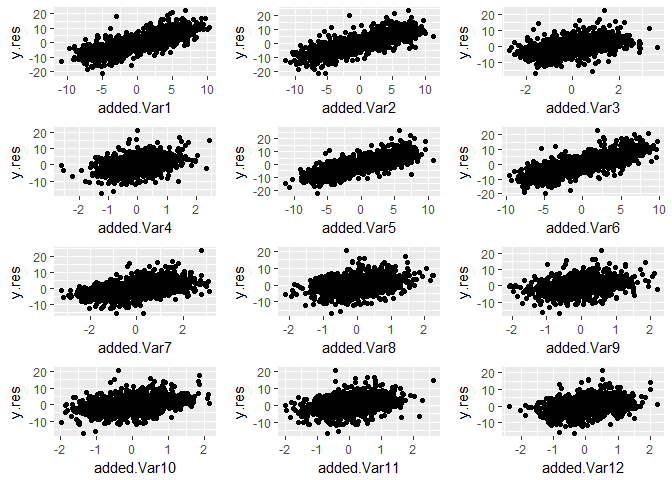 y.res 20 10 0 -10 -20 y.res 20 10 0 -10 -20 y.res 20 10 0 -10
-10 -5 0 5 10 -10 -5 0 5 10 -2 0 2
added.Var1 added.Var2 added.Var3
y.res 20 10 0 -10 y.res 20 10 0 -10 -20 y.res 20 10 0 -10 -20
-2 -1 0 1 2 -10 -5 0 5 10 -10 -5 0 5 10
added.Var4 added.Var5 added.Var6
y.res 20 10 0 -10 y.res 20 10 0 -10 y.res 20 10 0 -10
-2 0 2 -2 -1 0 1 2 -2 -1 0 1 2
added.Var7 added.Var8 added.Var9
y.res 20 10 0 -10 y.res 20 10 0 -10 y.res 20 10 0 -10
-2 -1 0 1 2 -2 -1 0 1 2 -2 -1 0 1 2
added.Var10 added.Var11 added.Var12